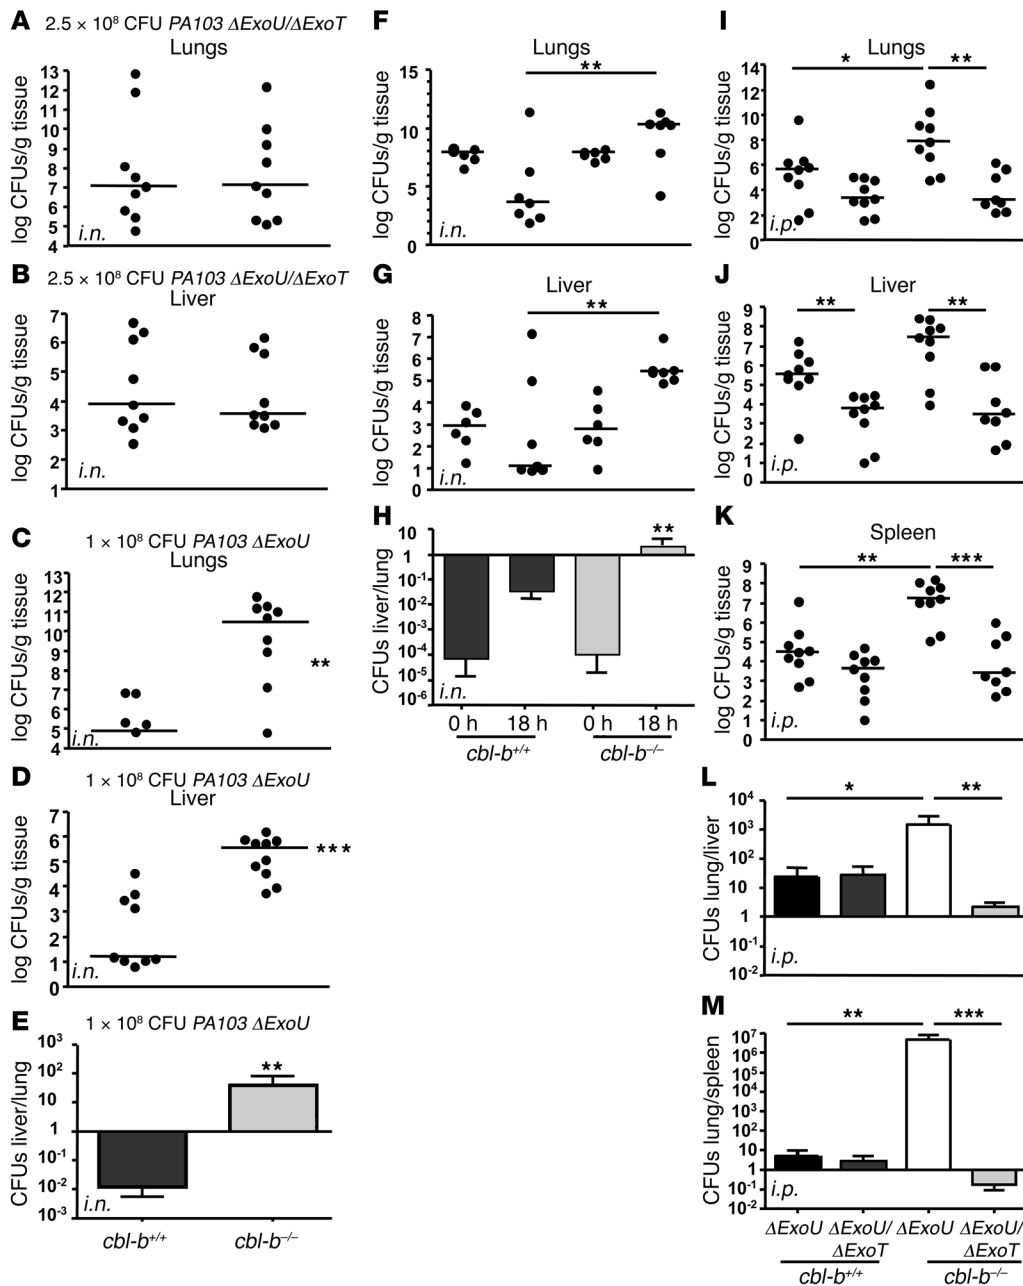 A 2.5 × 10⁸ CFU PA103 ΔExoU/ΔExoT
Lungs
log CFUs/g tissue
13
12
11
10
9
8
7
6
5
4
i.n.
B 2.5 × 10⁸ CFU PA103 ΔExoU/ΔExoT
Liver
log CFUs/g tissue
7
6
5
4
3
2
1
i.n.
C 1 × 10⁸ CFU PA103 ΔExoU
Lungs
log CFUs/g tissue
13
12
11
10
9
8
7
6
5
4
**
i.n.
D 1 × 10⁸ CFU PA103 ΔExoU
Liver
log CFUs/g tissue
7
6
5
4
3
2
1
0
***
i.n.
E 1 × 10⁸ CFU PA103 ΔExoU
CFUs liver/lung
10³
10²
1
10⁻¹
10⁻²
10⁻³
**
i.n.
cbl-b⁺/⁺ cbl-b⁻/⁻
F
Lungs
**
log CFUs/g tissue
15
10
5
0
i.n.
G
Liver
**
log CFUs/g tissue
8
7
6
5
4
3
2
1
0
i.n.
H
CFUs liver/lung
10
1
10⁻¹
10⁻²
10⁻³
10⁻⁴
10⁻⁵
10⁻⁶
**
i.n.
0 h 18 h 0 h 18 h
cbl-b⁺/⁺ cbl-b⁻/⁻
I
Lungs
* **
log CFUs/g tissue
14
12
10
8
6
4
2
0
i.p.
J
Liver
** **
log CFUs/g tissue
9
8
7
6
5
4
3
2
1
0
i.p.
K
Spleen
** ***
log CFUs/g tissue
9
8
7
6
5
4
3
2
1
0
i.p.
L
* **
CFUs lung/liver
10⁴
10³
10²
10
1
10⁻¹
10⁻²
i.p.
M
** ***
CFUs lung/spleen
10⁷
10⁶
10⁵
10⁴
10³
10²
10
1
10⁻¹
10⁻²
i.p.
ΔExoU ΔExoU/ ΔExoU ΔExoU/
ΔExoT ΔExoT
cbl-b⁺/⁺ cbl-b⁻/⁻